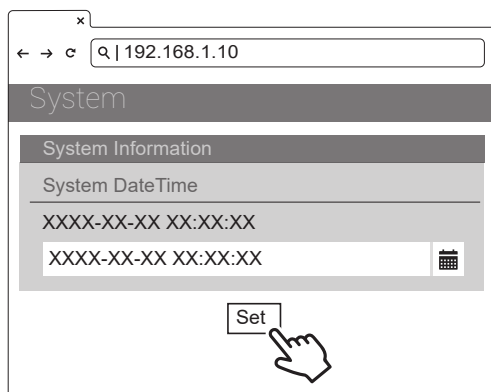 192.168.1.10
System
System Information
System DateTime
XXXX-XX-XX XX:XX:XX
XXXX-XX-XX XX:XX:XX
Set